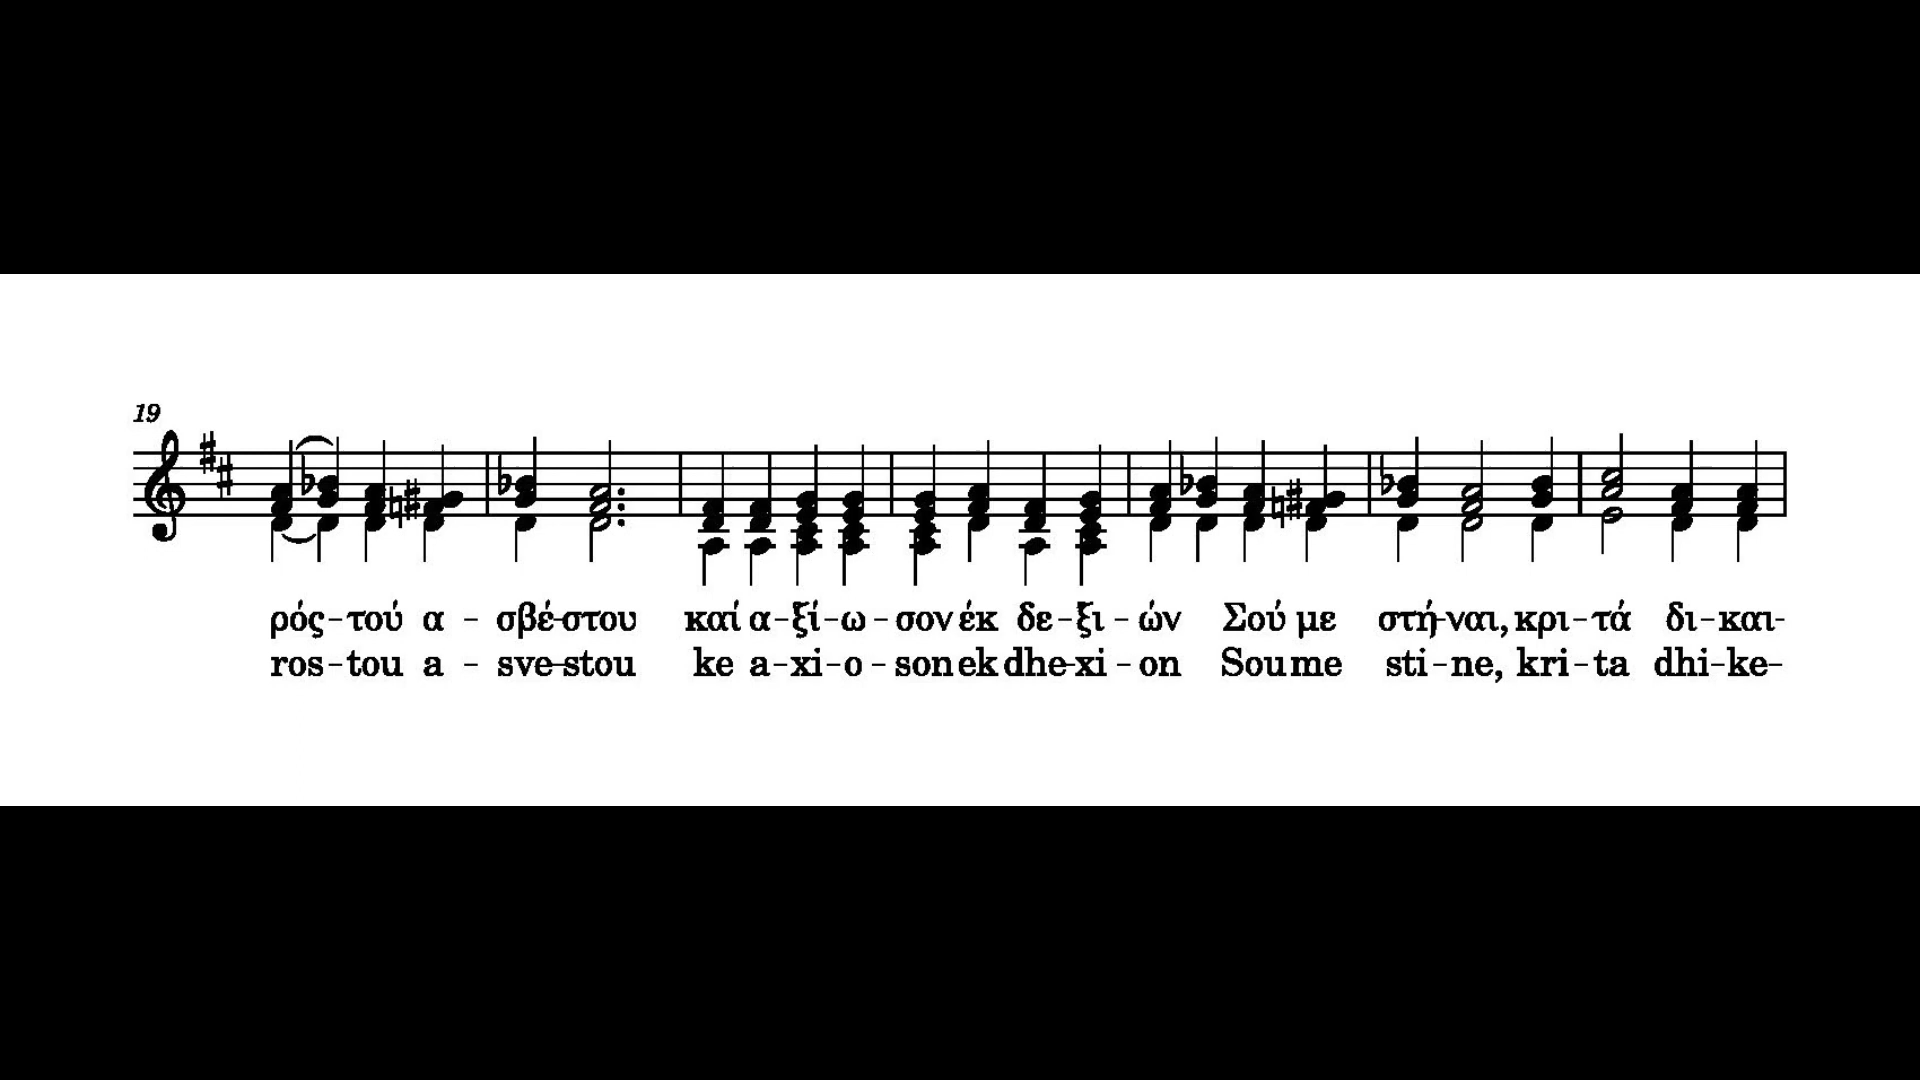 19
ρός-τού α - σβέ-στου καί α-ξί-ω-σον έκ δε-ξι-ών Σού με στή-ναι, κρι-τά δι-και-
ros-tou a - sve-stou ke a-xi-o-son ek dhe-xi-on Sou me sti-ne, kri-ta dhi-ke-